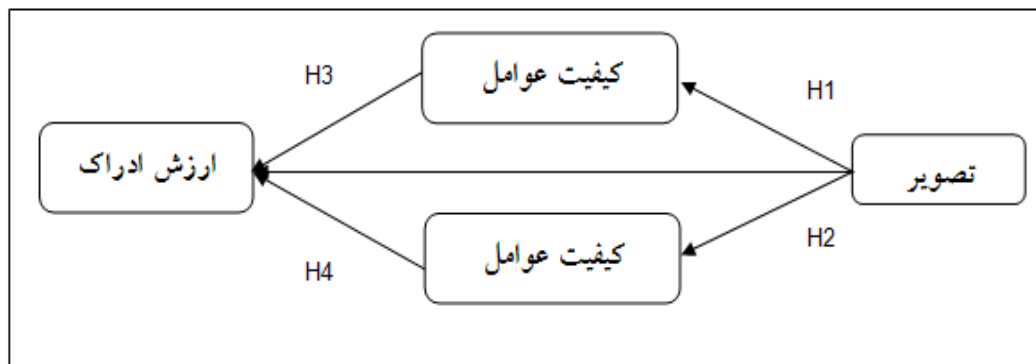 کیفیت عوامل
H3
H1
ارزش ادراک
تصویر
کیفیت عوامل
H2
H4